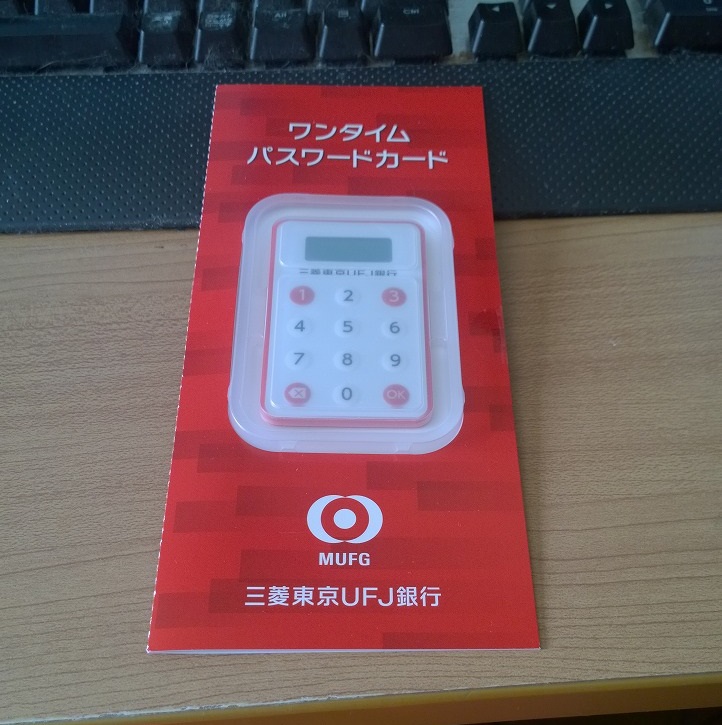 Alt
Ctrl
ワンタイム
パスワードカード
三菱東京UFJ銀行
1 2 3
4 5 6
7 8 9
0 OK
MUFG
三菱東京UFJ銀行